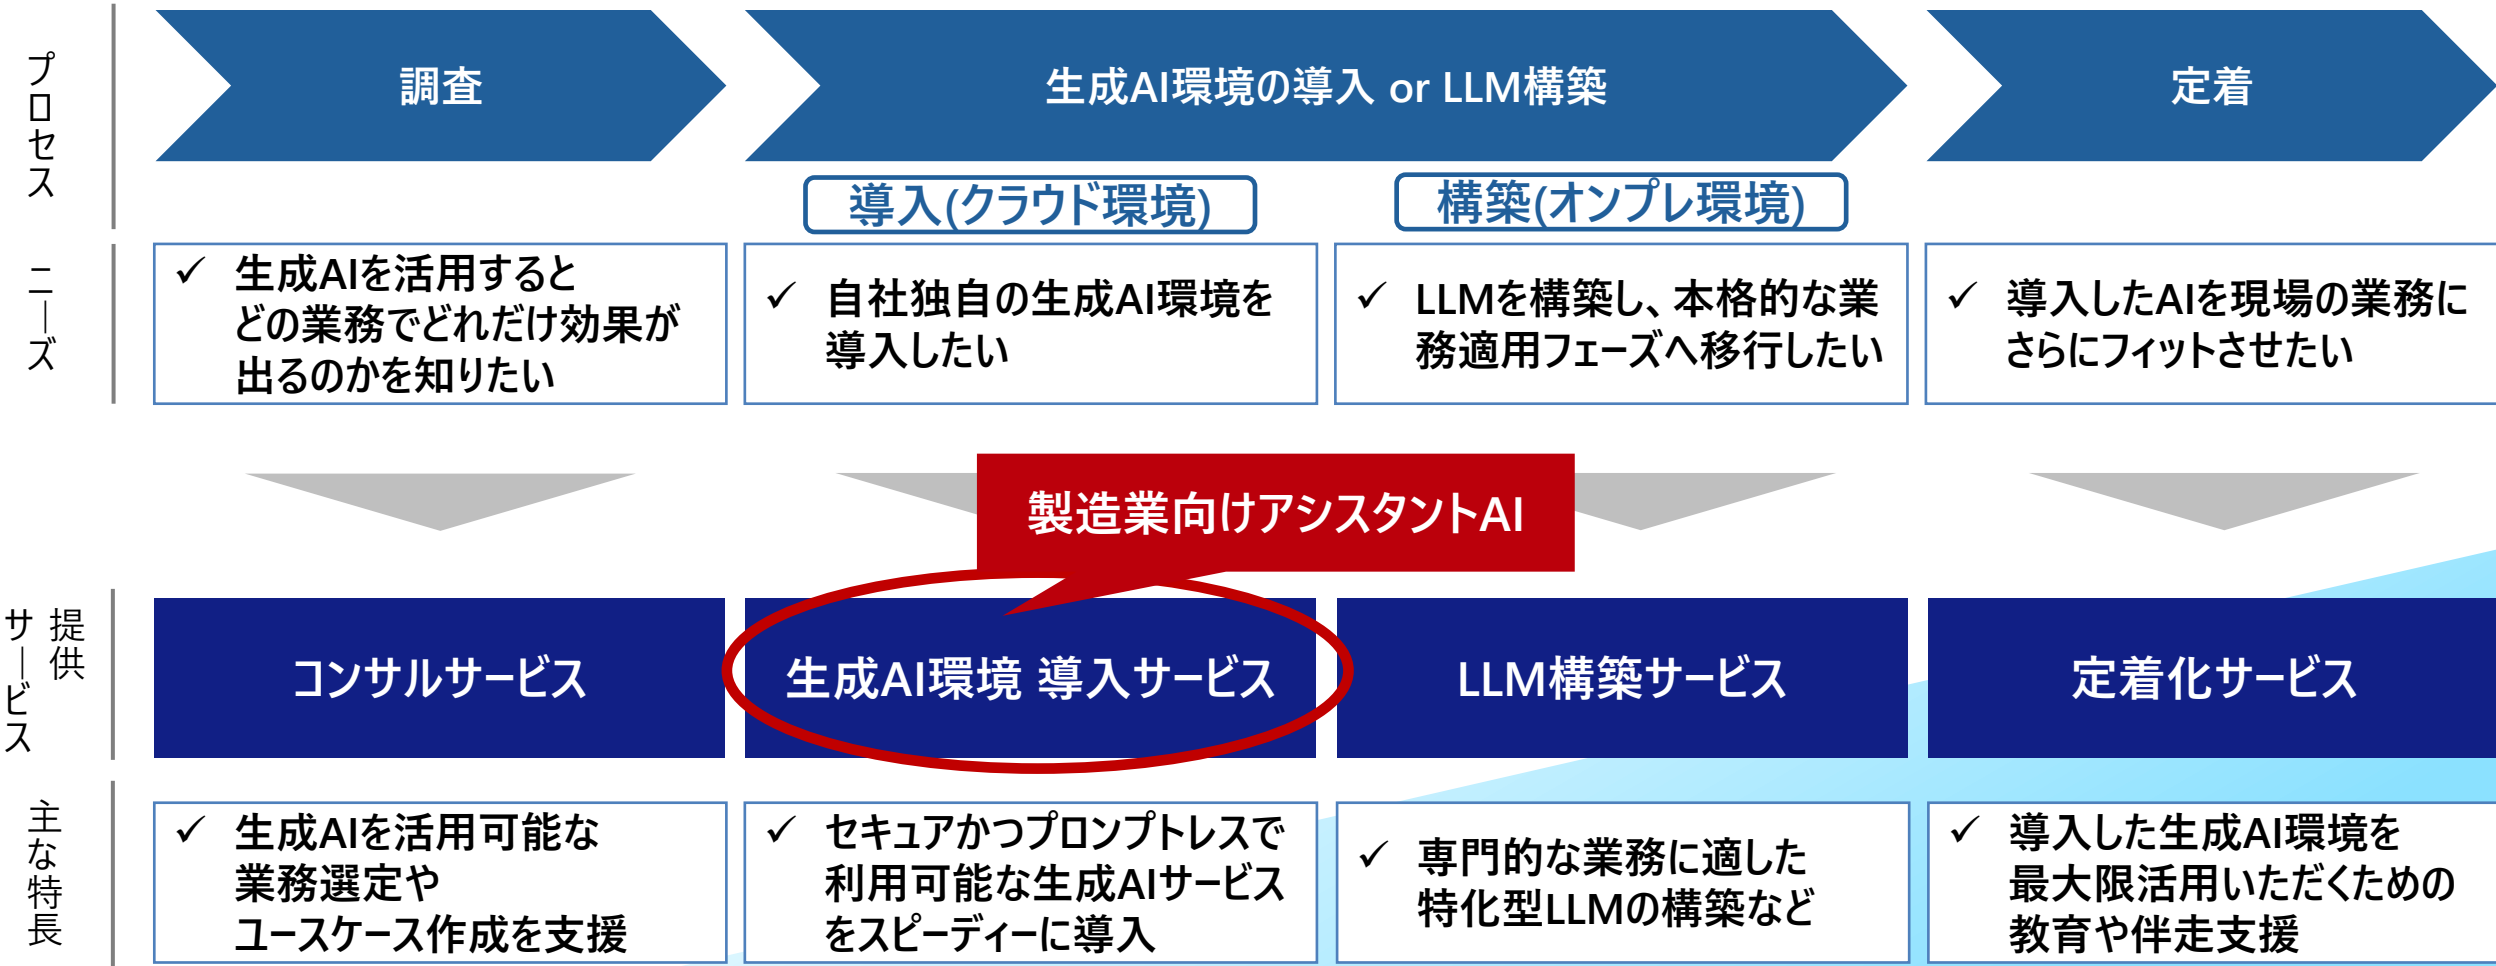 プロセス
調査
生成AI環境の導入 or LLM構築
定着
導入(クラウド環境)
構築(オンプレ環境)
ニーズ
✓ 生成AIを活用すると
どの業務でどれだけ効果が
出るのかを知りたい
✓ 自社独自の生成AI環境を
導入したい
✓ LLMを構築し、本格的な業
務適用フェーズへ移行したい
✓ 導入したAIを現場の業務に
さらにフィットさせたい
製造業向けアシスタントAI
提供
サービス
コンサルサービス
生成AI環境 導入サービス
LLM構築サービス
定着化サービス
主な特長
✓ 生成AIを活用可能な
業務選定や
ユースケース作成を支援
✓ セキュアかつプロンプトレスで
利用可能な生成AIサービス
をスピーディーに導入
✓ 専門的な業務に適した
特化型LLMの構築など
✓ 導入した生成AI環境を
最大限活用いただくための
教育や伴走支援